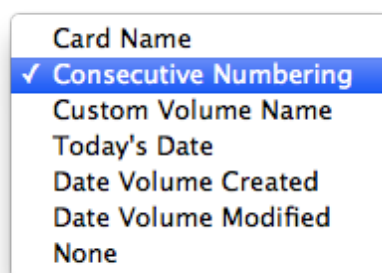 Card Name
✓ Consecutive Numbering
Custom Volume Name
Today's Date
Date Volume Created
Date Volume Modified
None